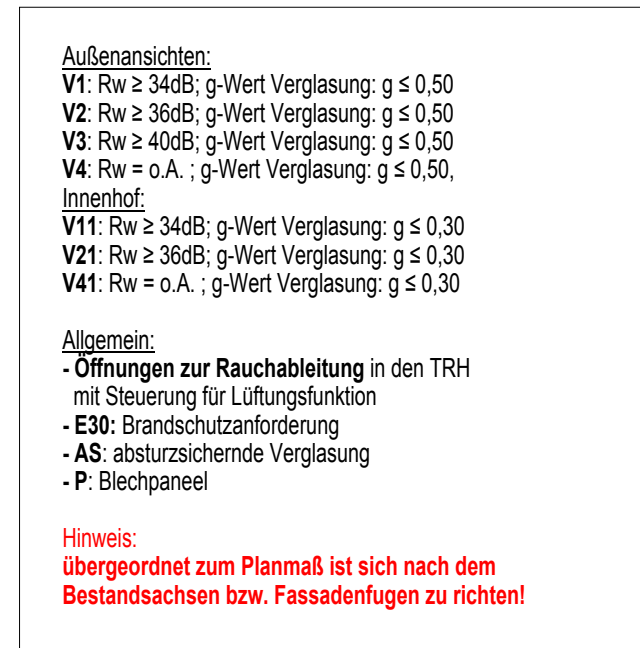 Außenansichten:
V1: Rw ≥ 34dB; g-Wert Verglasung: g ≤ 0,50
V2: Rw ≥ 36dB; g-Wert Verglasung: g ≤ 0,50
V3: Rw ≥ 40dB; g-Wert Verglasung: g ≤ 0,50
V4: Rw = o.A. ; g-Wert Verglasung: g ≤ 0,50,
Innenhof:
V11: Rw ≥ 34dB; g-Wert Verglasung: g ≤ 0,30
V21: Rw ≥ 36dB; g-Wert Verglasung: g ≤ 0,30
V41: Rw = o.A. ; g-Wert Verglasung: g ≤ 0,30
Allgemein:
- Öffnungen zur Rauchableitung in den TRH
mit Steuerung für Lüftungsfunktion
- E30: Brandschutzanforderung
- AS: absturzsichernde Verglasung
- P: Blechpaneel
Hinweis:
übergeordnet zum Planmaß ist sich nach dem
Bestandsachsen bzw. Fassadenfugen zu richten!